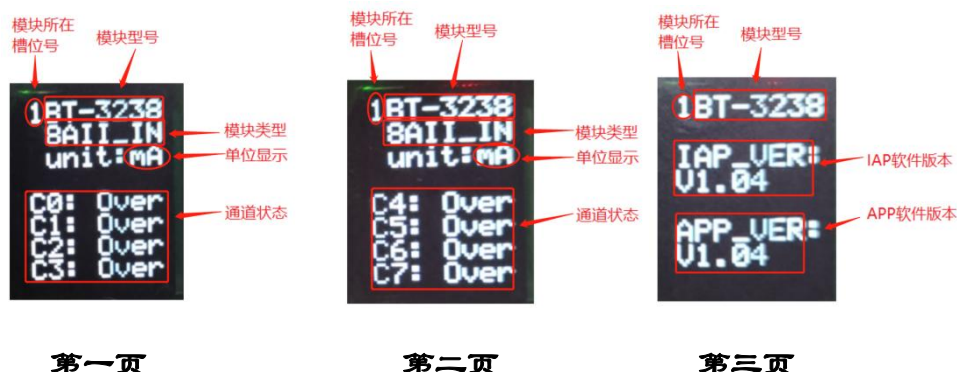 模块所在
槽位号
模块型号
1 BT-3238
8AII_IN
模块类型
unit:mA
单位显示
C0: Over
C1: Over
C2: Over
C3: Over
通道状态
第一页
模块所在
槽位号
模块型号
1 BT-3238
8AII_IN
模块类型
unit:mA
单位显示
C4: Over
C5: Over
C6: Over
C7: Over
通道状态
第二页
模块所在
槽位号
模块型号
1 BT-3238
IAP_VER:
V1.04
IAP软件版本
APP_VER:
V1.04
APP软件版本
第三页